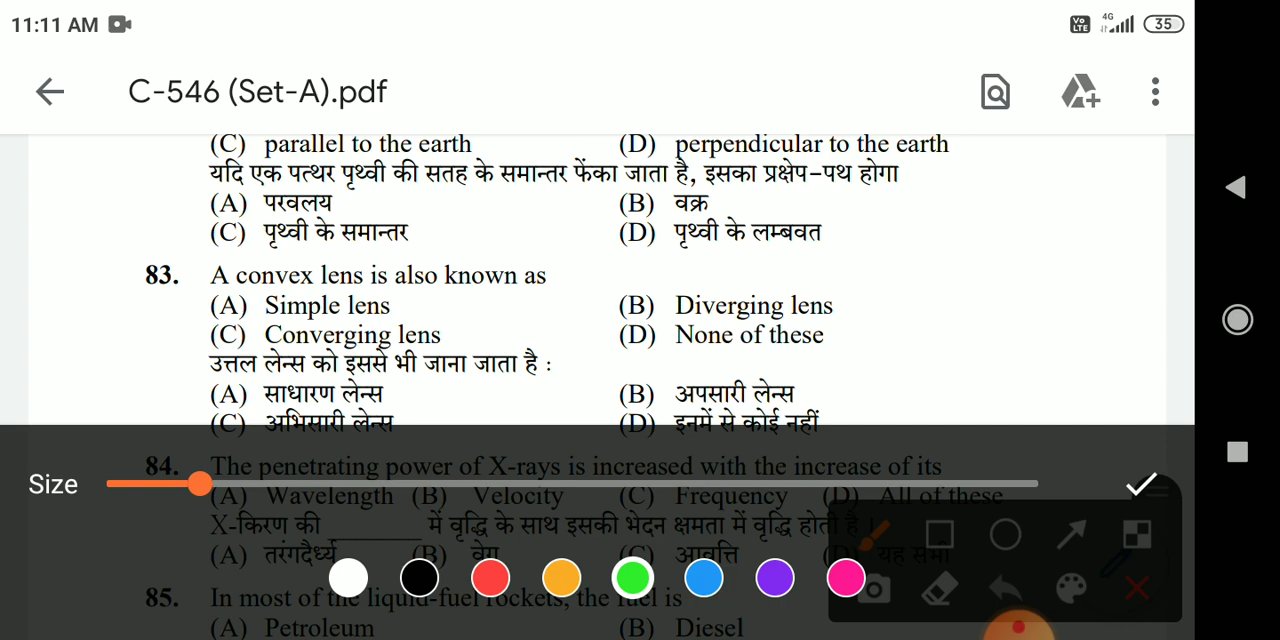 11:11 AM
Vo LTE 4G 35
C-546 (Set-A).pdf
(C) parallel to the earth (D) perpendicular to the earth
यदि एक पत्थर पृथ्वी की सतह के समान्तर फेंका जाता है, इसका प्रक्षेप-पथ होगा
(A) परवलय (B) वक्र
(C) पृथ्वी के समान्तर (D) पृथ्वी के लम्बवत
83. A convex lens is also known as
(A) Simple lens (B) Diverging lens
(C) Converging lens (D) None of these
उत्तल लेन्स को इससे भी जाना जाता है :
(A) साधारण लेन्स (B) अपसारी लेन्स
(C) अभिसारी लेन्स (D) इनमें से कोई नहीं
84. The penetrating power of X-rays is increased with the increase of its
Size
(A) Wavelength (B) Velocity (C) Frequency (D) All of these
X-किरण की ________ में वृद्धि के साथ इसकी भेदन क्षमता में वृद्धि होती है ।
(A) तरंगदैर्ध्य (B) वेग (C) आवृत्ति (D) यह सभी
85. In most of the liquid-fuel rockets, the fuel is
(A) Petroleum (B) Diesel